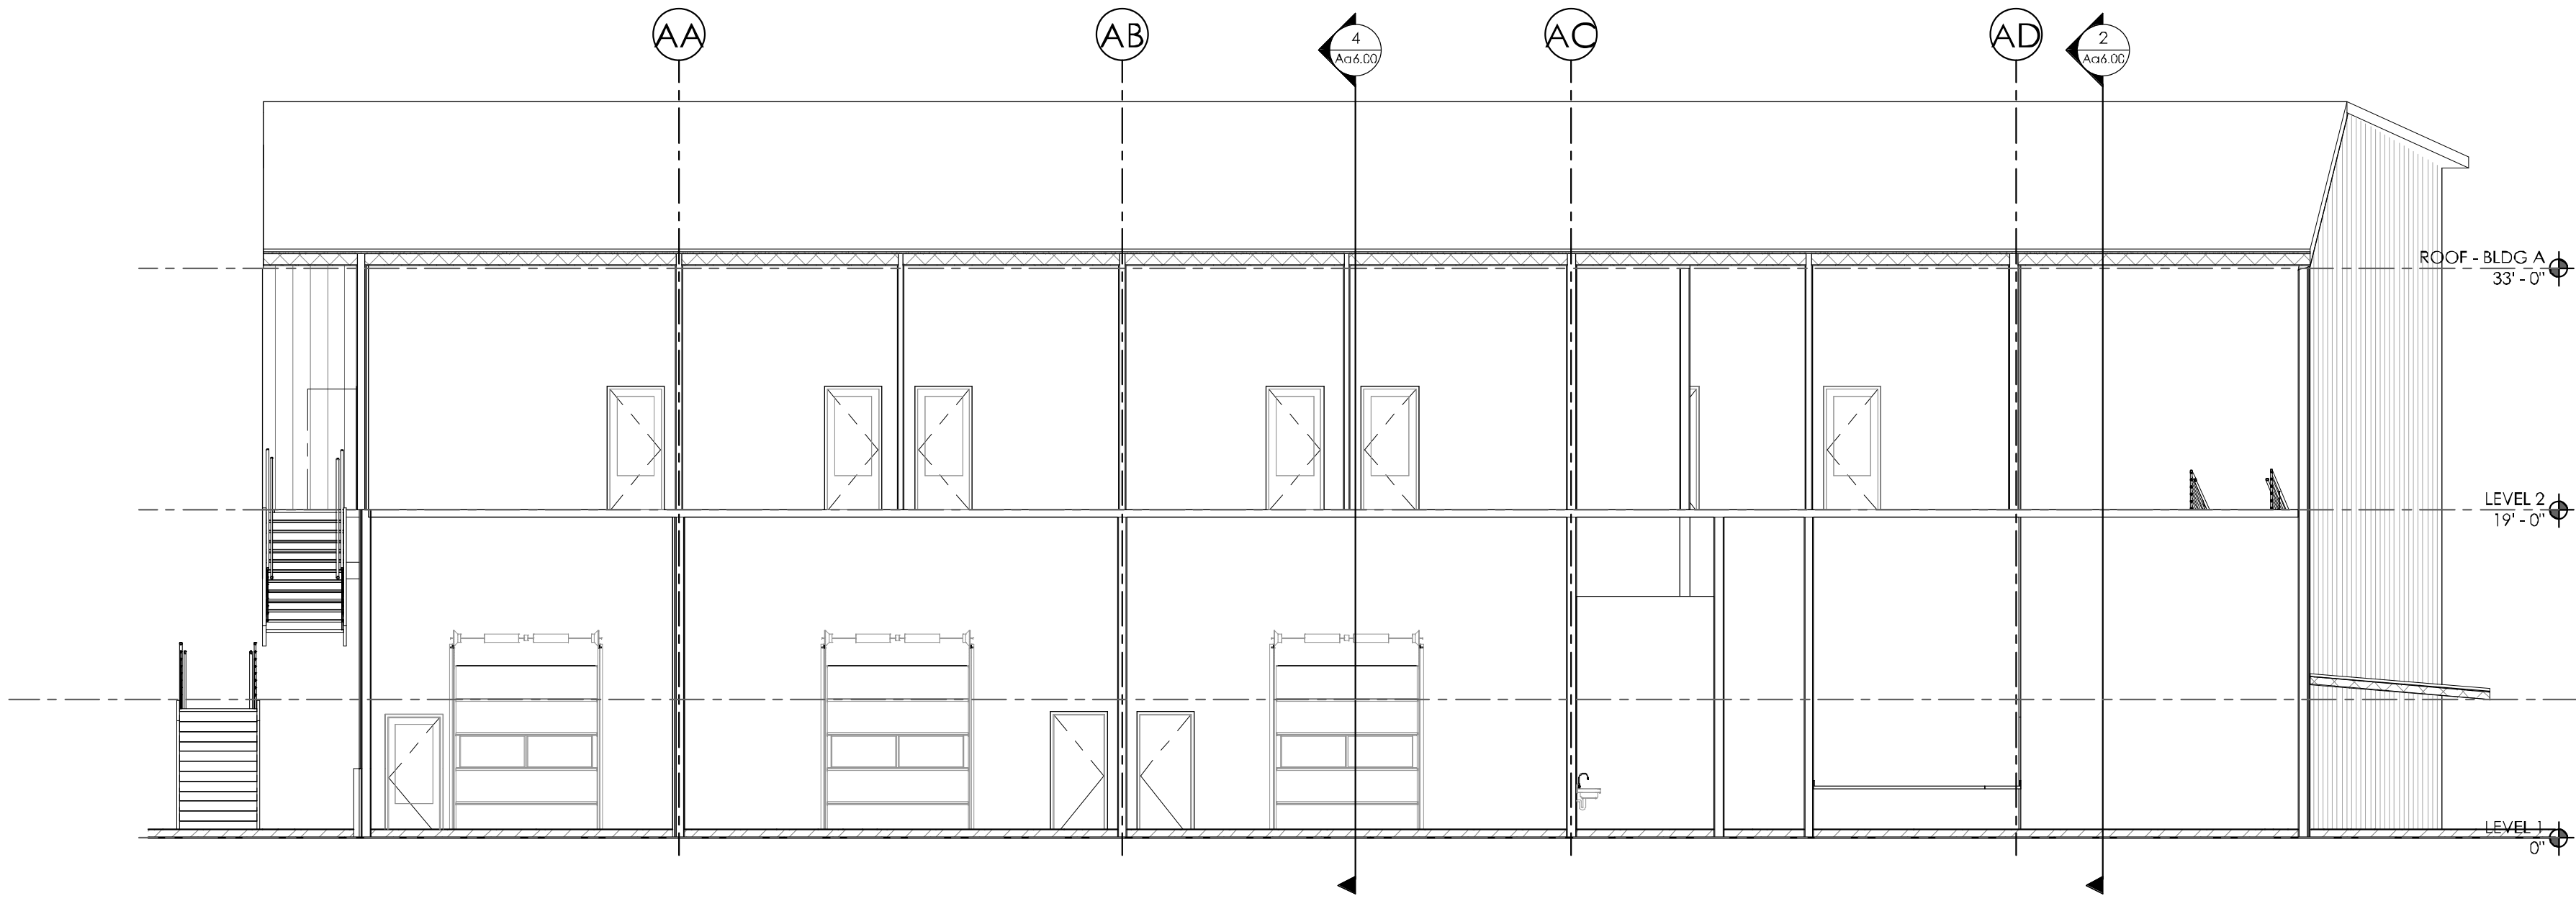 AA
AB
4
Aa6.00
AC
AD
2
Aa6.00
ROOF - BLDG A
33' - 0"
LEVEL 2
19' - 0"
LEVEL 1
0"